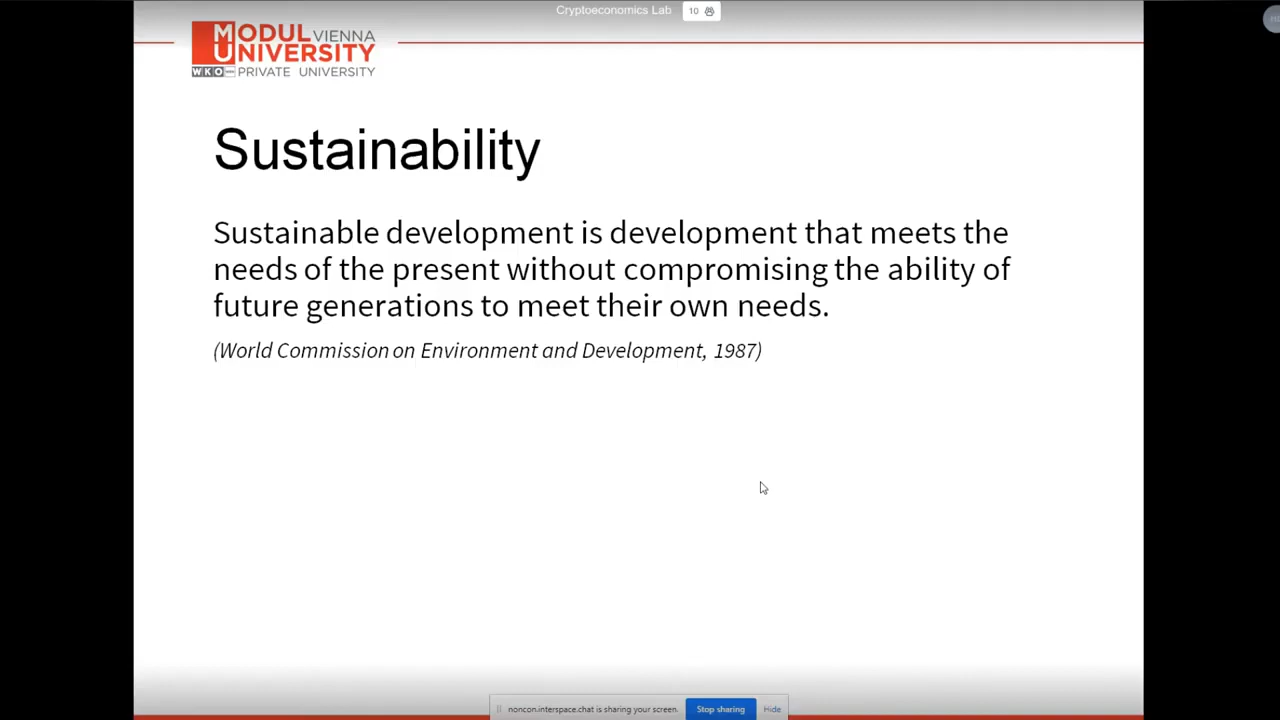 Cryptoeconomics Lab 10
MODUL VIENNA
UNIVERSITY
WKO PRIVATE UNIVERSITY
Sustainability
Sustainable development is development that meets the
needs of the present without compromising the ability of
future generations to meet their own needs.
(World Commission on Environment and Development, 1987)
noncon.interspace.chat is sharing your screen. Stop sharing Hide